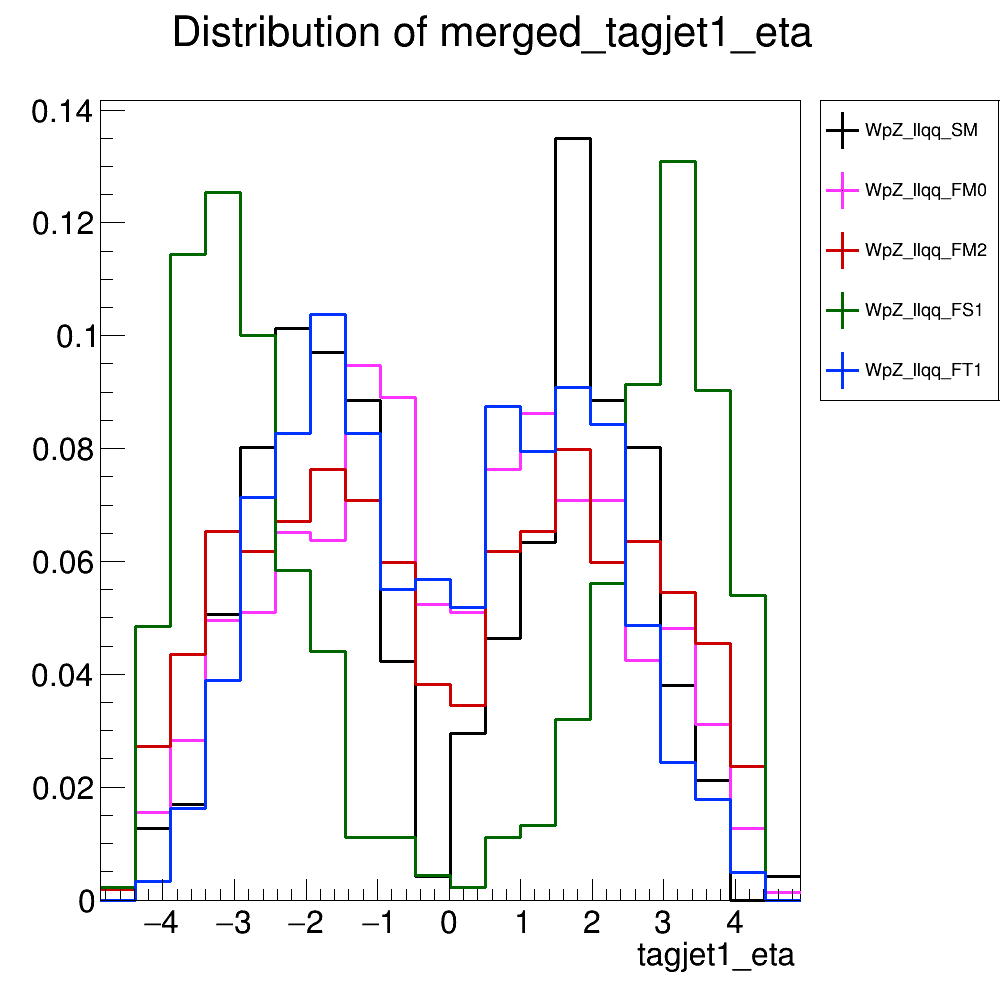 Distribution of merged_tagjet1_eta
0.14
0.12
0.1
0.08
0.06
0.04
0.02
0
−4 −3 −2 −1 0 1 2 3 4
tagjet1_eta
WpZ_llqq_SM
WpZ_llqq_FM0
WpZ_llqq_FM2
WpZ_llqq_FS1
WpZ_llqq_FT1